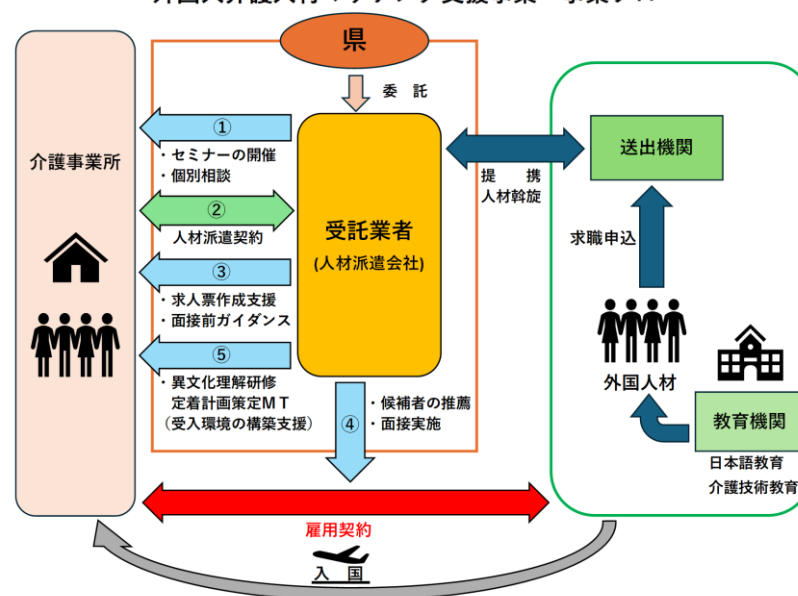 県
委　託
介護事業所
①
・セミナーの開催
・個別相談
②
人材派遣契約
③
・求人票作成支援
・面接前ガイダンス
⑤
・異文化理解研修
定着計画策定ＭＴ
（受入環境の構築支援）
受託業者
(人材派遣会社)
④
・候補者の推薦
・面接実施
提　携
人材斡旋
送出機関
求職申込
外国人材
教育機関
日本語教育
介護技術教育
雇用契約
入　国